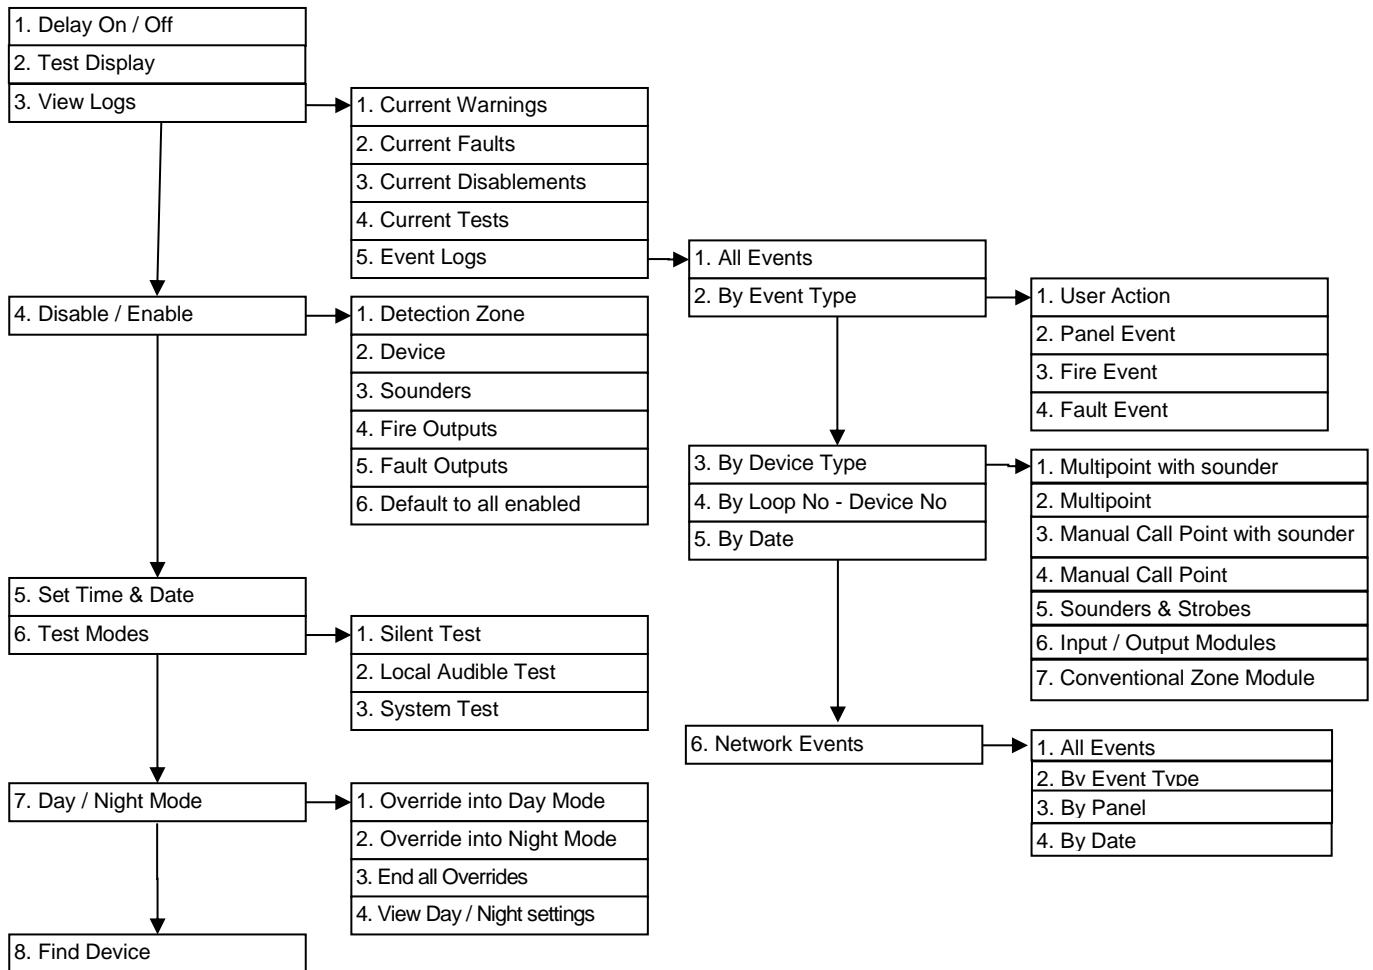 1. Delay On / Off
2. Test Display
3. View Logs
1. Current Warnings
2. Current Faults
3. Current Disablements
4. Current Tests
5. Event Logs
1. All Events
2. By Event Type
1. User Action
2. Panel Event
3. Fire Event
4. Fault Event
3. By Device Type
4. By Loop No - Device No
5. By Date
1. Multipoint with sounder
2. Multipoint
3. Manual Call Point with sounder
4. Manual Call Point
5. Sounders & Strobes
6. Input / Output Modules
7. Conventional Zone Module
6. Network Events
1. All Events
2. By Event Type
3. By Panel
4. By Date
4. Disable / Enable
1. Detection Zone
2. Device
3. Sounders
4. Fire Outputs
5. Fault Outputs
6. Default to all enabled
5. Set Time & Date
6. Test Modes
1. Silent Test
2. Local Audible Test
3. System Test
7. Day / Night Mode
1. Override into Day Mode
2. Override into Night Mode
3. End all Overrides
4. View Day / Night settings
8. Find Device